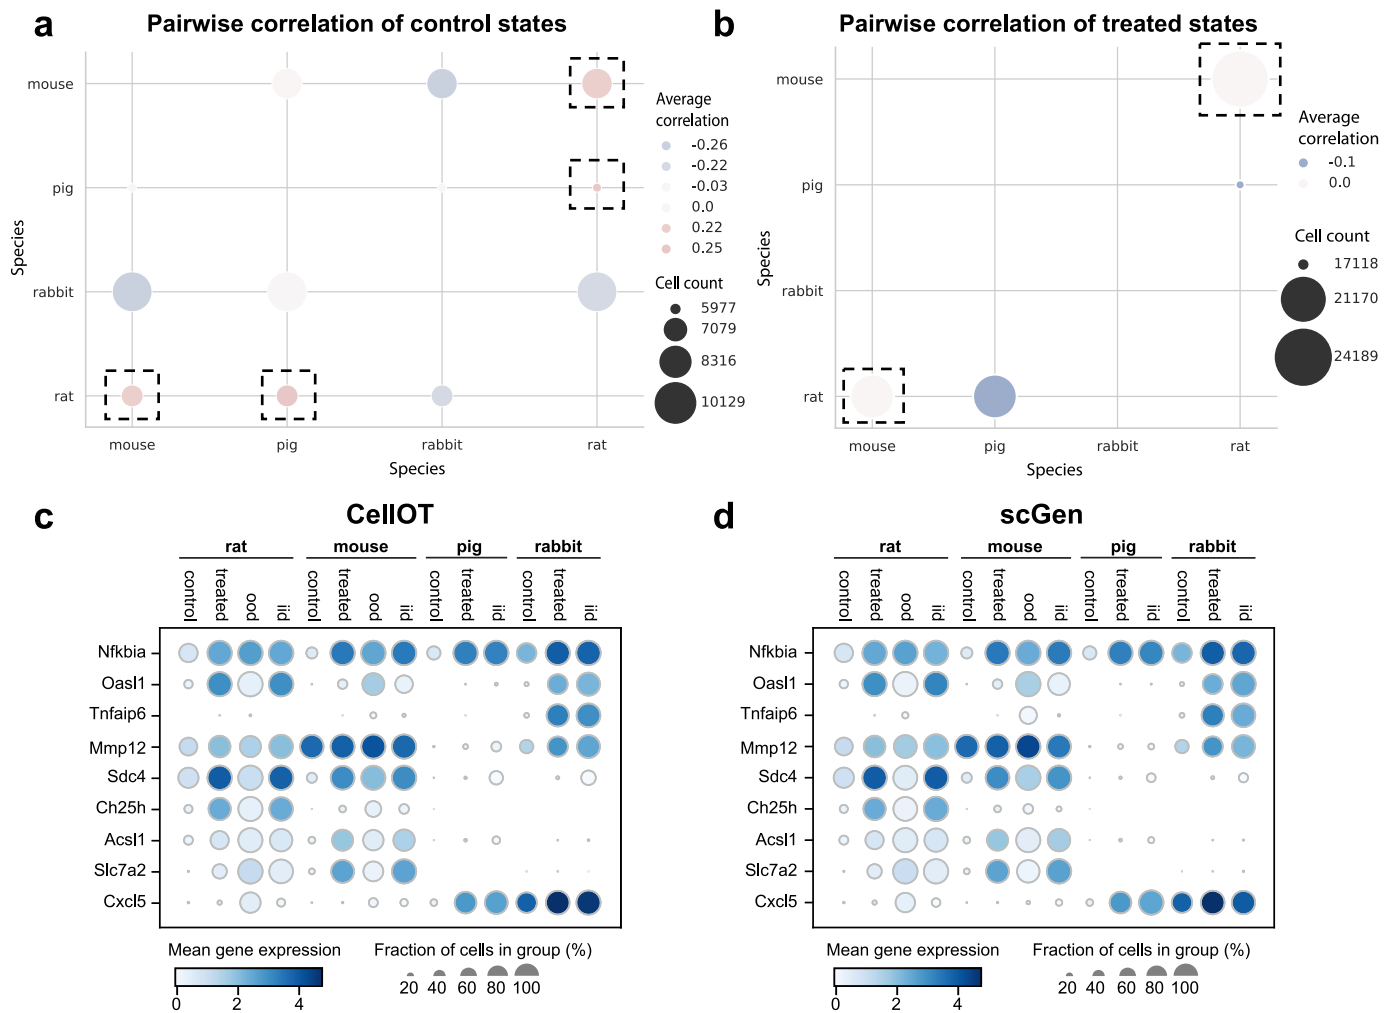 a Pairwise correlation of control states
mouse
pig
rabbit
rat
Species
mouse pig rabbit rat
Species
Average
correlation
-0.26
-0.22
-0.03
0.0
0.22
0.25
Cell count
5977
7079
8316
10129
b Pairwise correlation of treated states
mouse
pig
rabbit
rat
Species
mouse pig rabbit rat
Species
Average
correlation
-0.1
0.0
Cell count
17118
21170
24189
c CellOT
rat mouse pig rabbit
control treated ood iid control treated ood iid control treated iid control treated iid
Nfkbia
Oasl1
Tnfaip6
Mmp12
Sdc4
Ch25h
Acsl1
Slc7a2
Cxcl5
Mean gene expression
0 2 4
Fraction of cells in group (%)
20 40 60 80 100
d scGen
rat mouse pig rabbit
control treated ood iid control treated ood iid control treated iid control treated iid
Nfkbia
Oasl1
Tnfaip6
Mmp12
Sdc4
Ch25h
Acsl1
Slc7a2
Cxcl5
Mean gene expression
0 2 4
Fraction of cells in group (%)
20 40 60 80 100